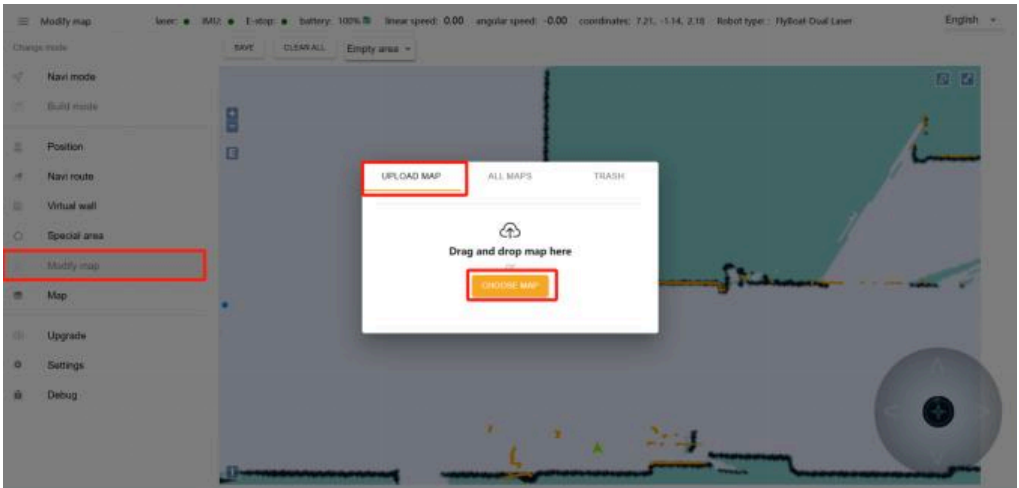 Modify map laser: IMU: E-stop: battery: 100% linear speed: 0.00 angular speed: -0.00 coordinates: 7.21, -1.14, 2.18 Robot type: : FlyBoat-Dual Laser English
Change mode SAVE CLEAR ALL Empty area
Navi mode
Build mode
Position
Navi route
Virtual wall
Special area
Modify map
Map
Upgrade
Settings
Debug
UPLOAD MAP ALL MAPS TRASH
Drag and drop map here
or
CHOOSE MAP